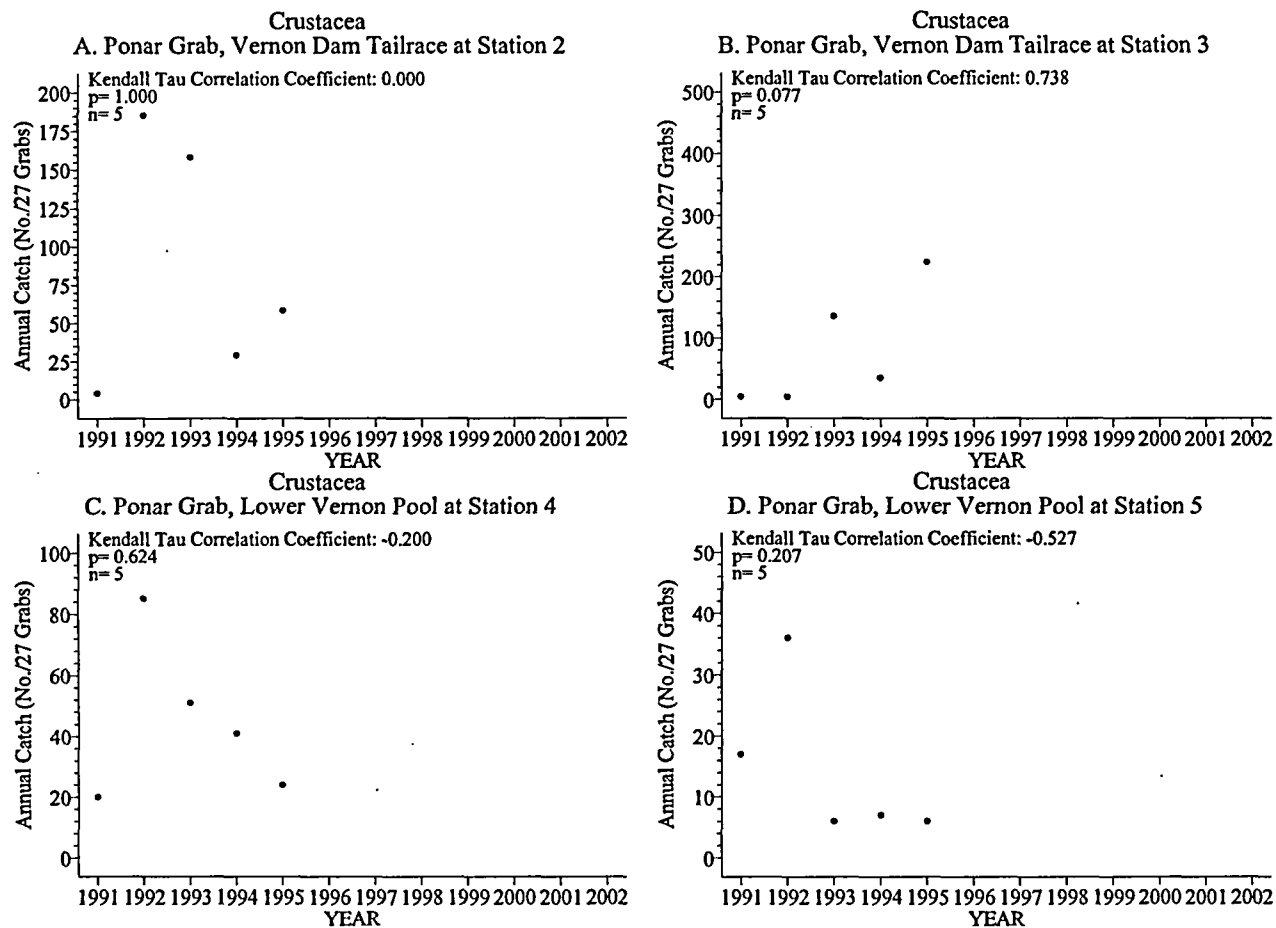 Crustacea
A. Ponar Grab, Vernon Dam Tailrace at Station 2
Kendall Tau Correlation Coefficient: 0.000
p= 1.000
n= 5
Annual Catch (No./27 Grabs)
200
175
150
125
100
75
50
25
0
1991 1992 1993 1994 1995 1996 1997 1998 1999 2000 2001 2002
YEAR
Crustacea
B. Ponar Grab, Vernon Dam Tailrace at Station 3
Kendall Tau Correlation Coefficient: 0.738
p= 0.077
n= 5
Annual Catch (No./27 Grabs)
500
400
300
200
100
0
1991 1992 1993 1994 1995 1996 1997 1998 1999 2000 2001 2002
YEAR
Crustacea
C. Ponar Grab, Lower Vernon Pool at Station 4
Kendall Tau Correlation Coefficient: -0.200
p= 0.624
n= 5
Annual Catch (No./27 Grabs)
100
80
60
40
20
0
1991 1992 1993 1994 1995 1996 1997 1998 1999 2000 2001 2002
YEAR
Crustacea
D. Ponar Grab, Lower Vernon Pool at Station 5
Kendall Tau Correlation Coefficient: -0.527
p= 0.207
n= 5
Annual Catch (No./27 Grabs)
50
40
30
20
10
0
1991 1992 1993 1994 1995 1996 1997 1998 1999 2000 2001 2002
YEAR